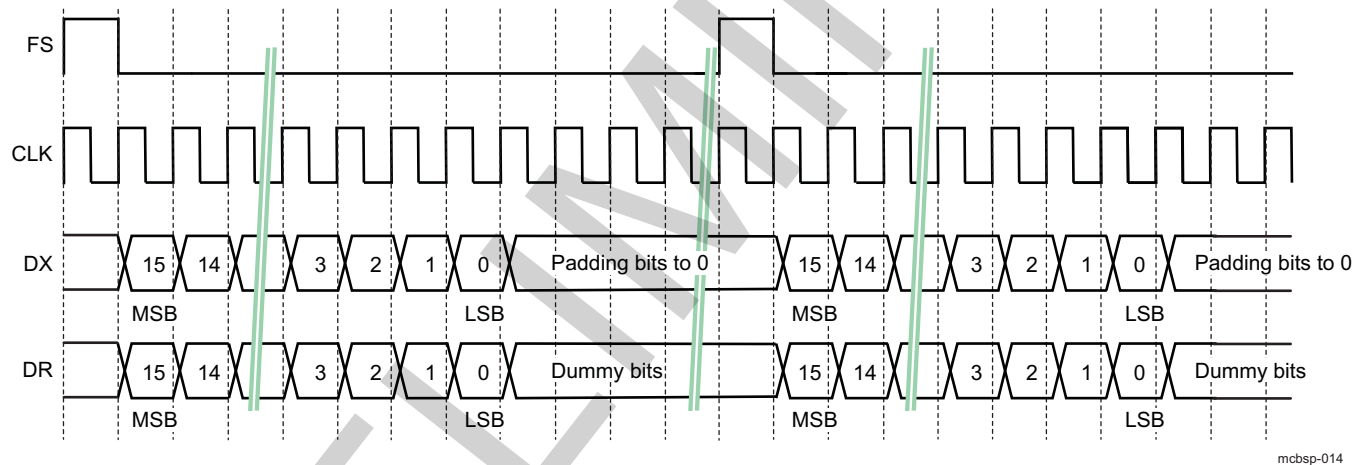 FS
CLK
DX 15 14 3 2 1 0 Padding bits to 0 15 14 3 2 1 0 Padding bits to 0
MSB LSB MSB LSB
DR 15 14 3 2 1 0 Dummy bits 15 14 3 2 1 0 Dummy bits
MSB LSB MSB LSB
mcbsp-014